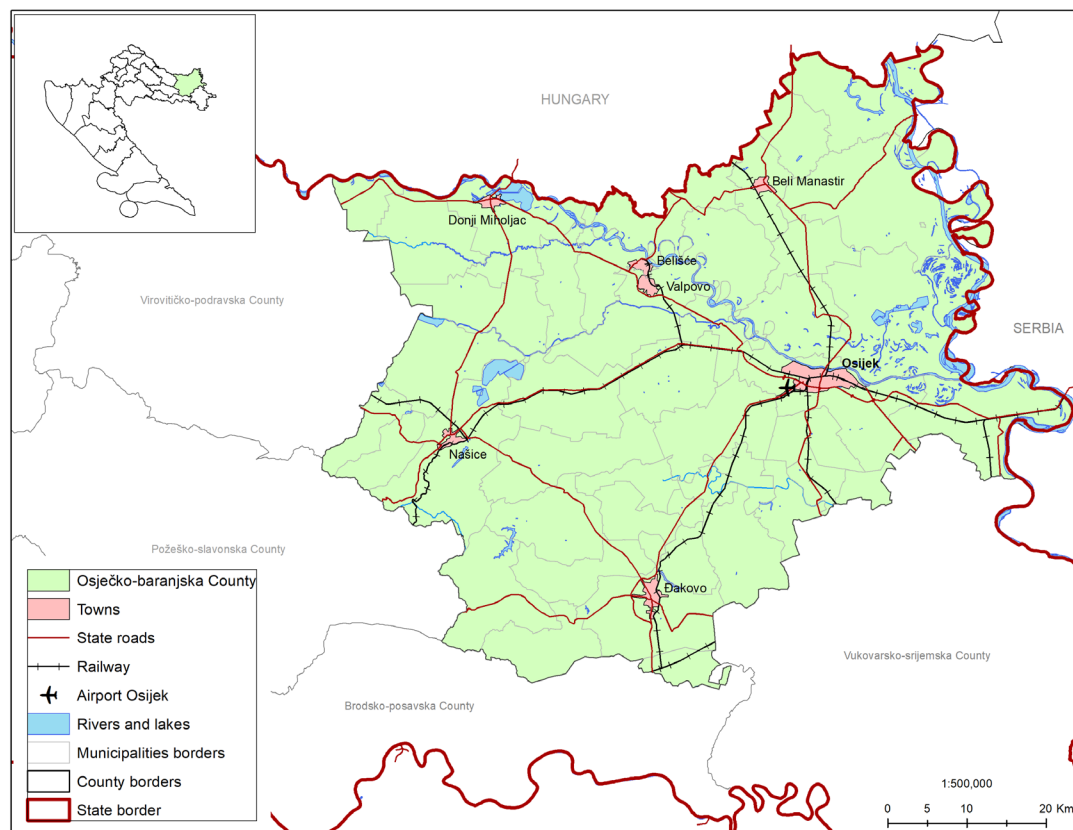 HUNGARY
Beli Manastir
Donji Miholjac
Belišće
Valpovo
Virovitičko-podravska County
SERBIA
Osijek
Našice
Požeško-slavonska County
Đakovo
Vukovarsko-srijemska County
Brodsko-posavska County
Osječko-baranjska County
Towns
State roads
Railway
Airport Osijek
Rivers and lakes
Municipalities borders
County borders
State border
1:500,000
0 5 10 20 Km